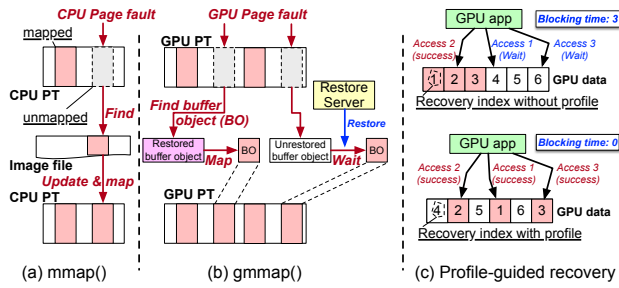 CPU Page fault
mapped
CPU PT
unmapped
Find
Image file
Update & map
CPU PT
(a) mmap()
GPU Page fault
GPU PT
Find buffer
object (BO)
Restore
Server
Restore
Restored
buffer object
Map
BO
Unrestored
buffer object
Wait
BO
GPU PT
(b) gmmap()
GPU app
Blocking time: 3
Access 2
(success)
Access 1
(Wait)
Access 3
(Wait)
1 2 3 4 5 6
GPU data
Recovery index without profile
GPU app
Blocking time: 0
Access 2
(success)
Access 1
(success)
Access 3
(success)
4 2 5 1 6 3
GPU data
Recovery index with profile
(c) Profile-guided recovery